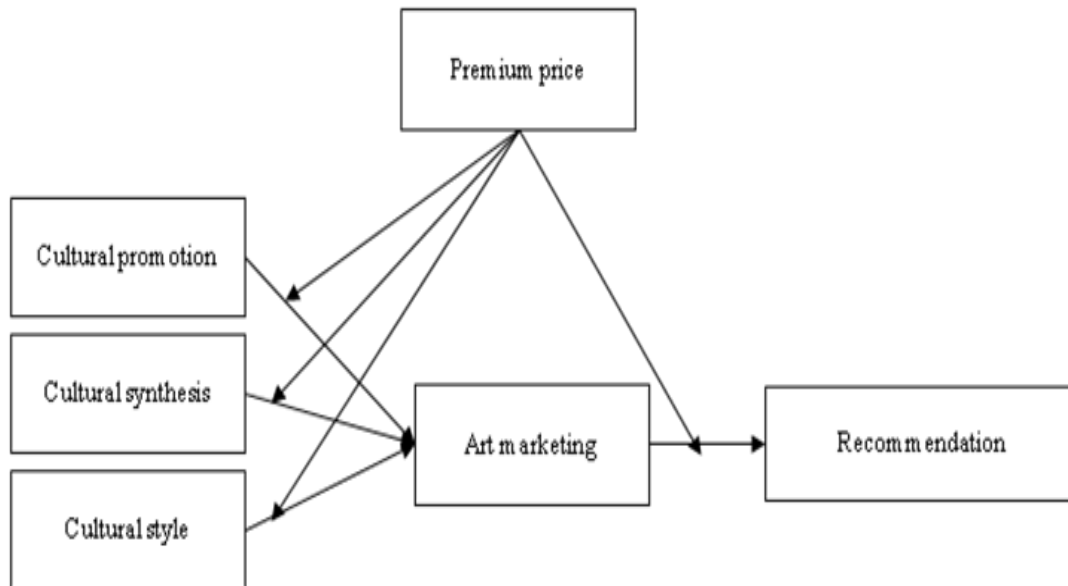 Premium price
Cultural promotion
Cultural synthesis
Art marketing
Recommendation
Cultural style